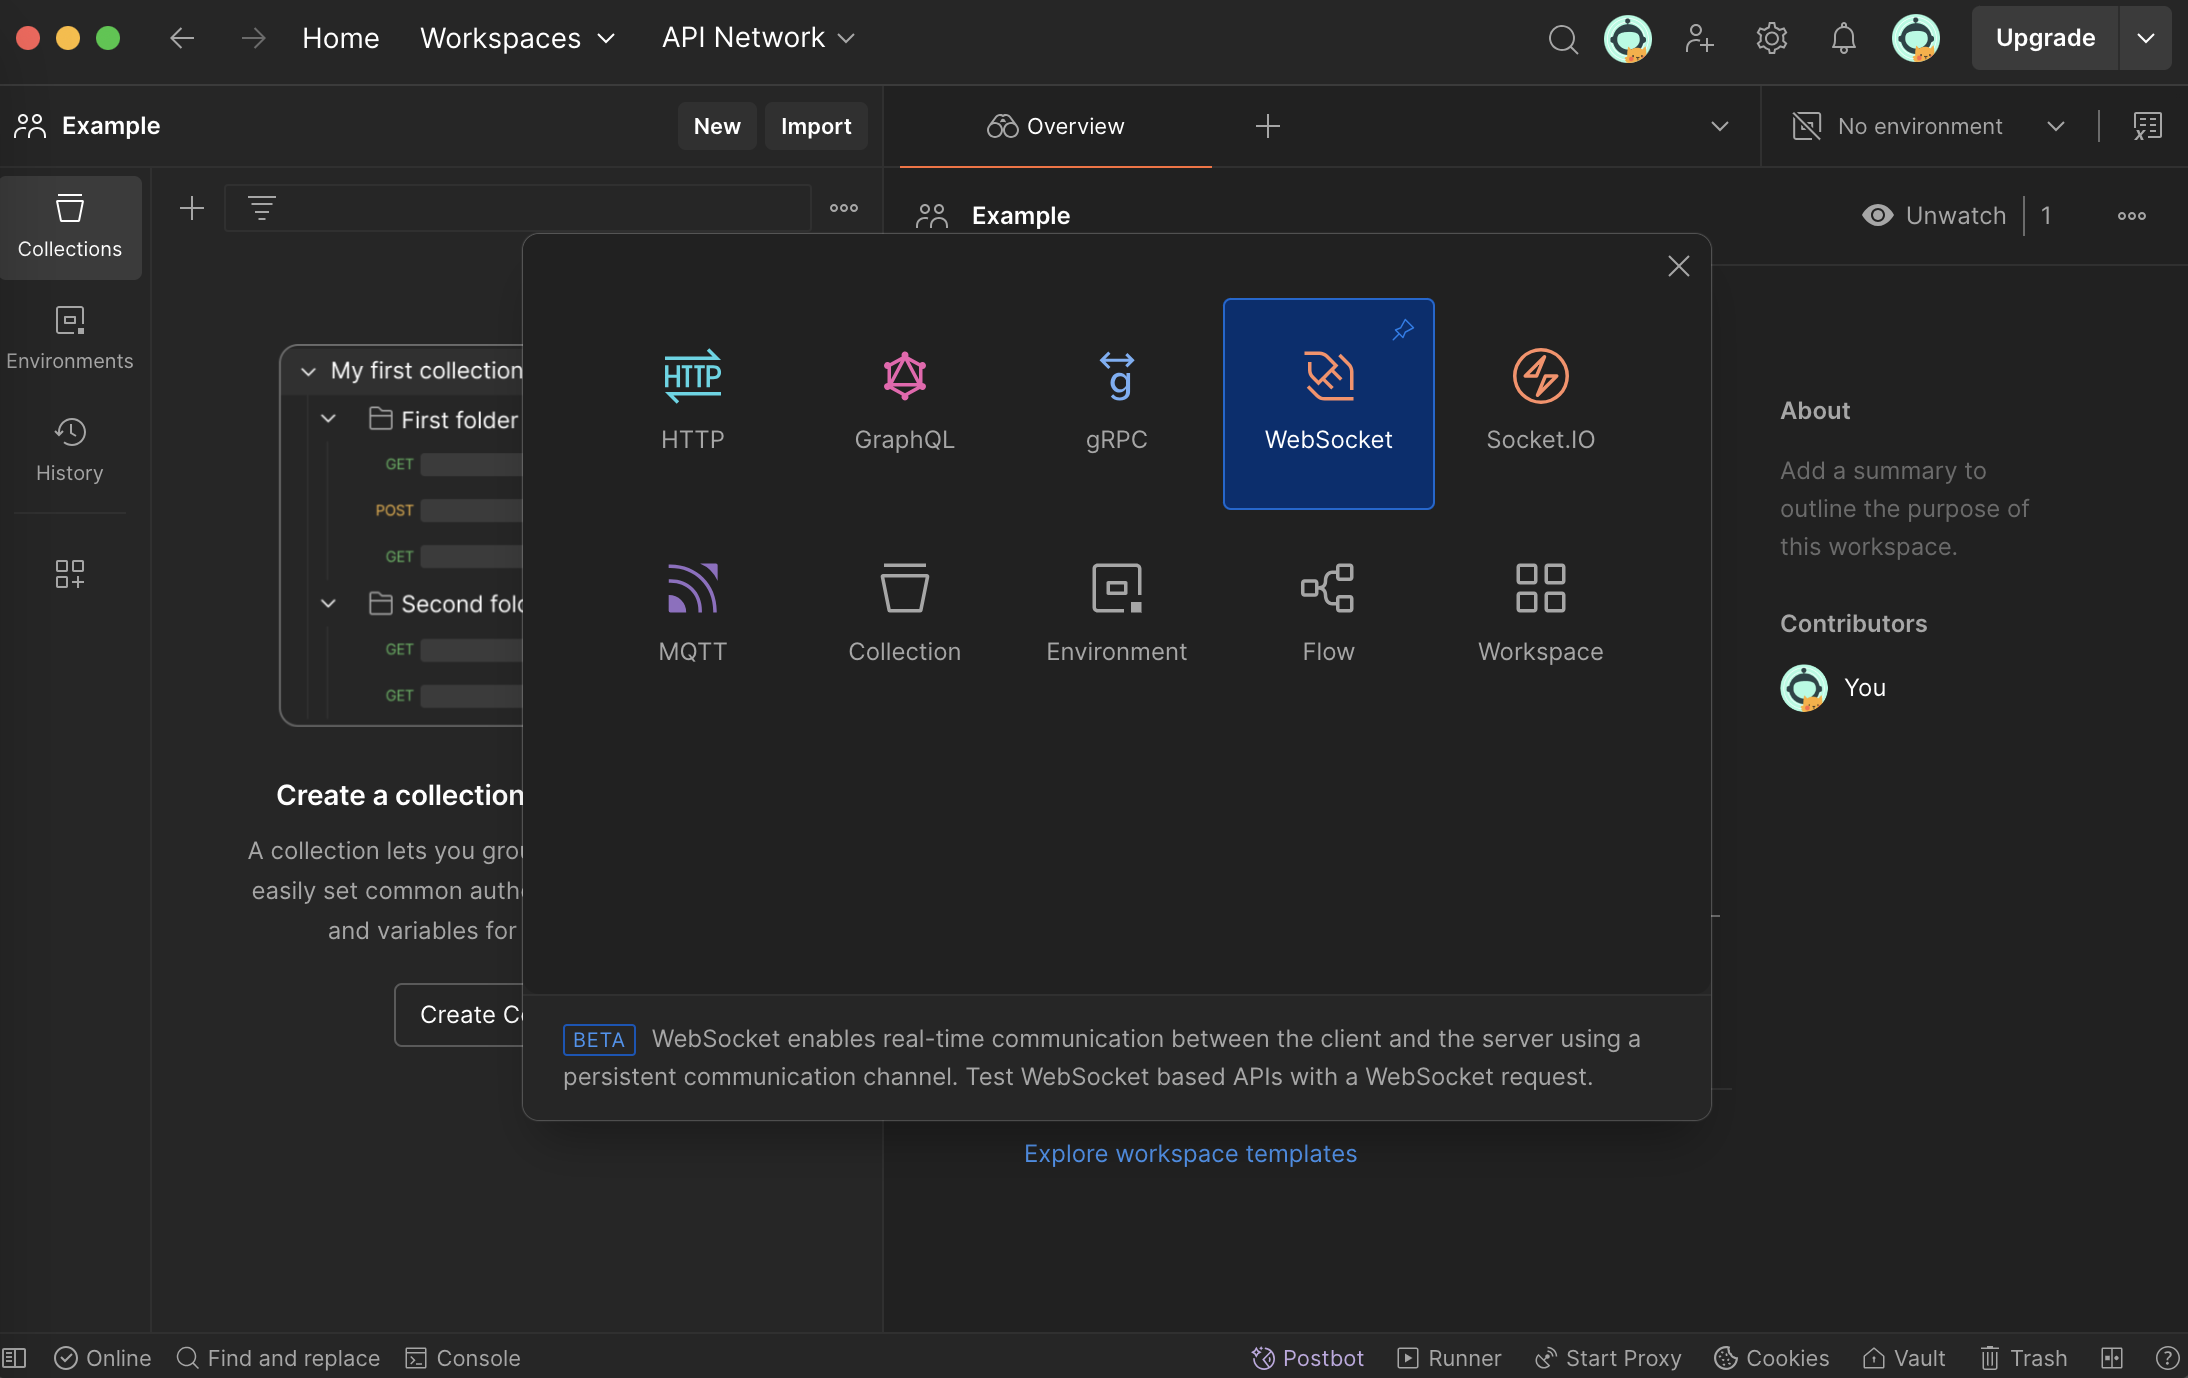 Home
Workspaces
API Network
Upgrade
Example
New
Import
Overview
No environment
Collections
Environments
History
Example
Unwatch
1
My first collection
First folder
GET
POST
GET
Second
GET
GET
Create a collection
A collection lets you
easily set common
and variables for
Create
HTTP
HTTP
GraphQL
g
gRPC
WebSocket
Socket.IO
MQTT
Collection
Environment
Flow
Workspace
BETA WebSocket enables real-time communication between the client and the server using a
persistent communication channel. Test WebSocket based APIs with a WebSocket request.
Explore workspace templates
About
Add a summary to
outline the purpose of
this workspace.
Contributors
You
Online
Find and replace
Console
Postbot
Runner
Start Proxy
Cookies
Vault
Trash